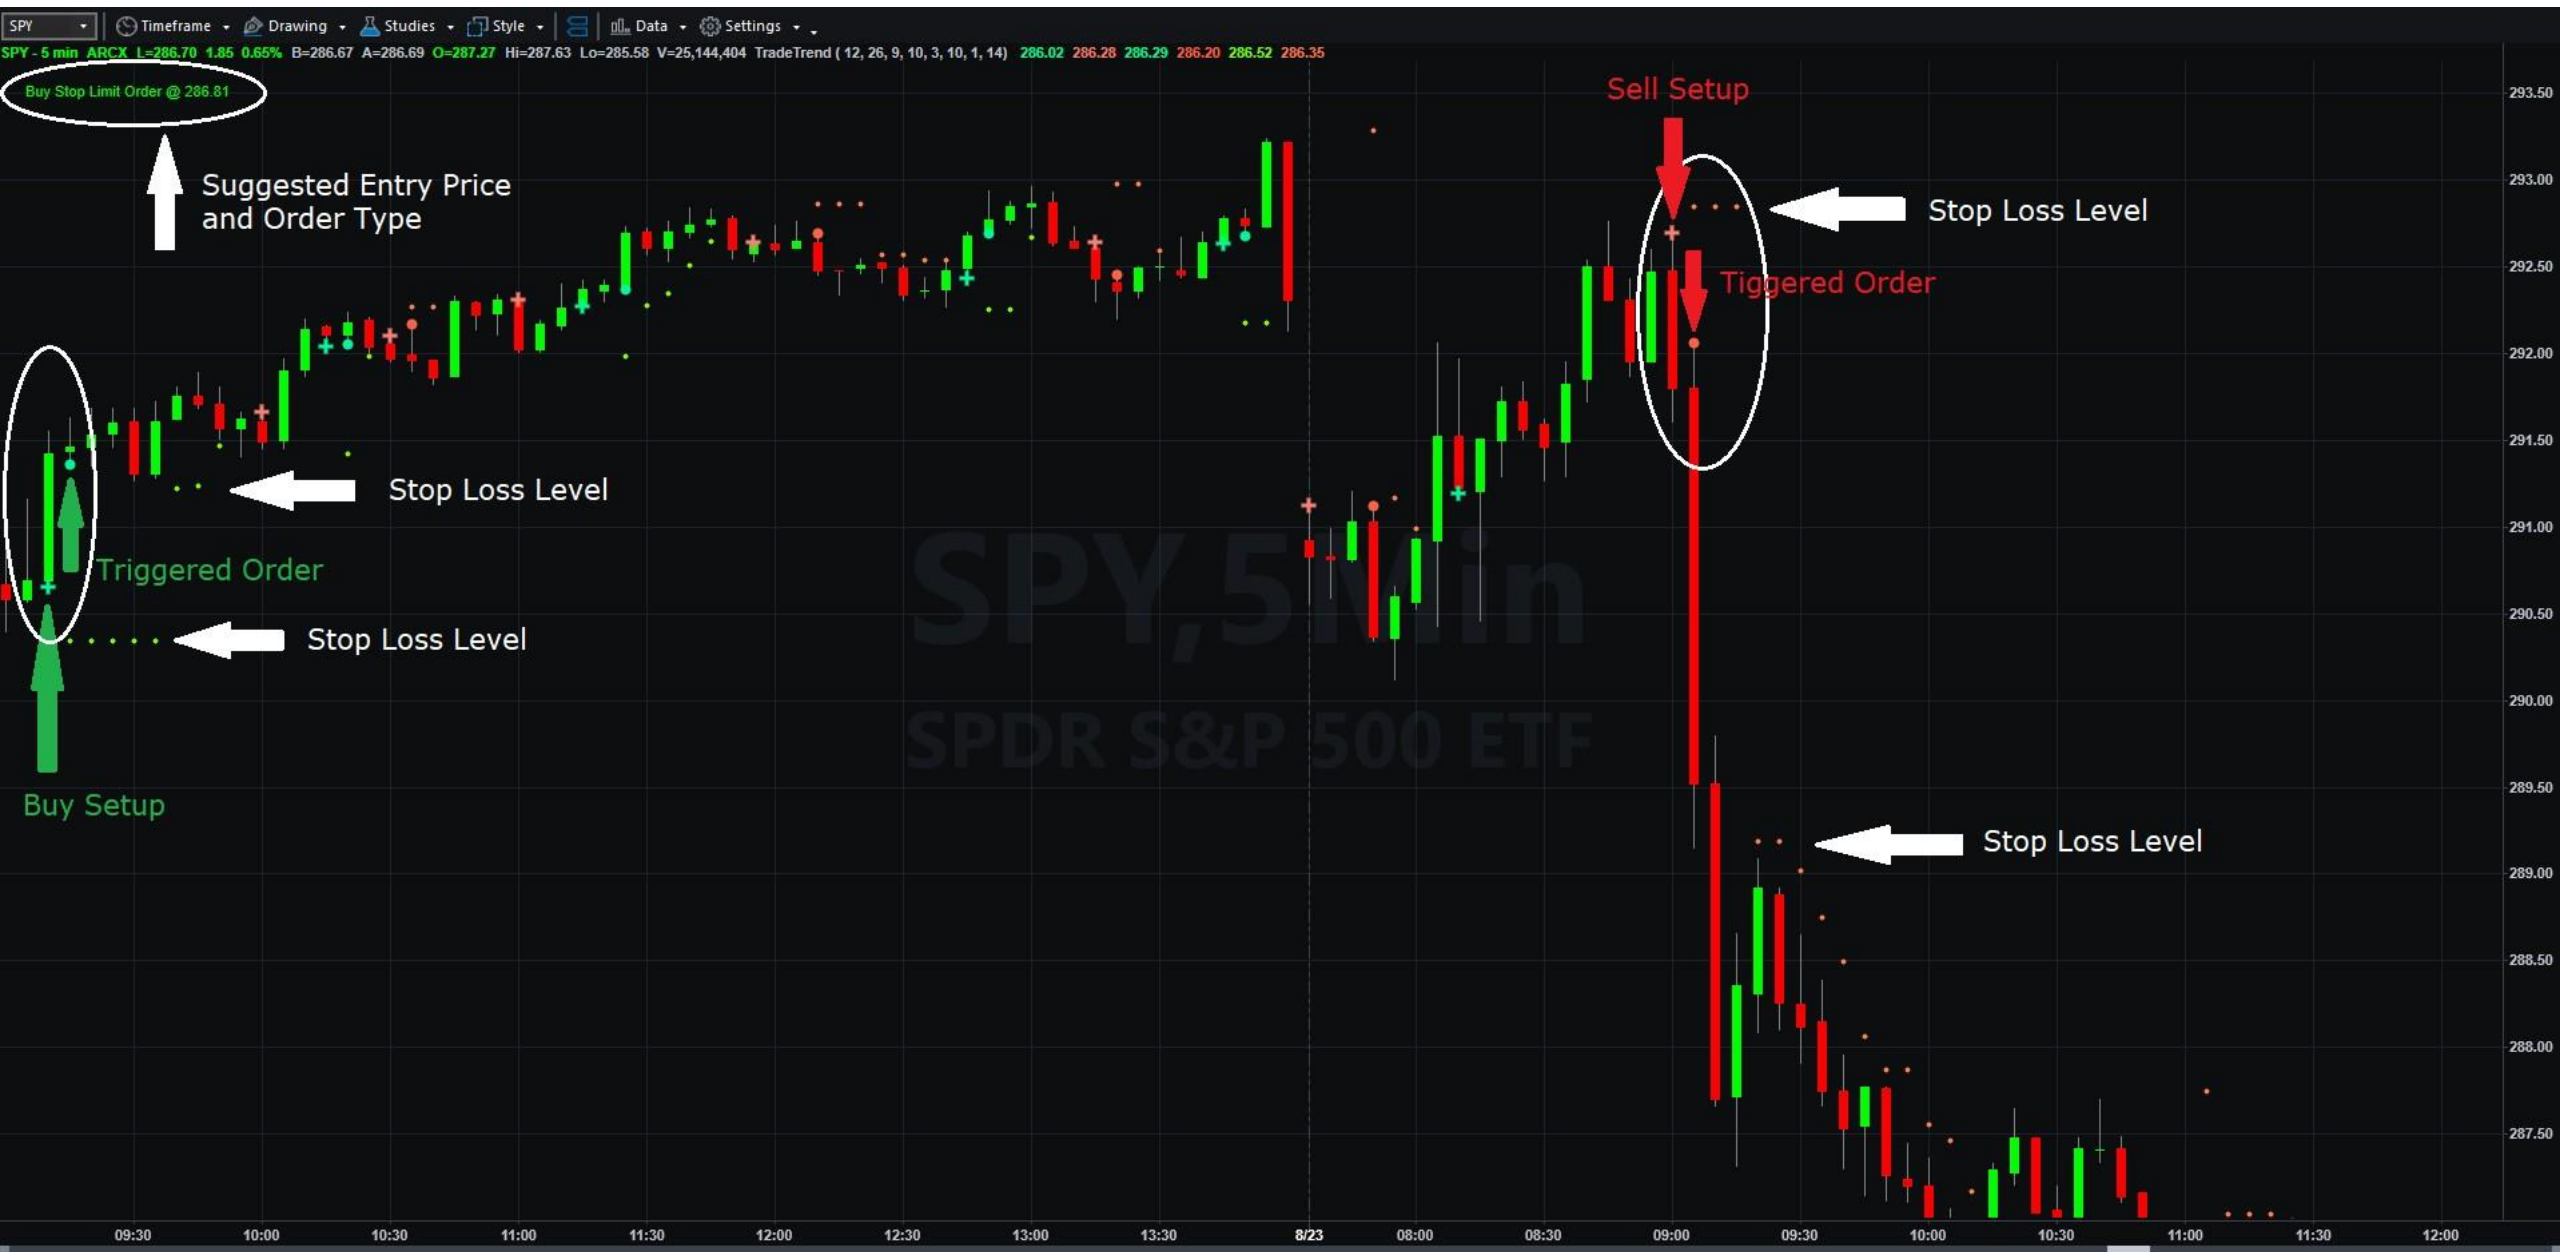 SPY Timeframe Drawing Studies Style Data Settings
SPY - 5 min ARCX L=286.70 1.85 0.65% B=286.67 A=286.69 O=287.27 Hi=287.63 Lo=285.58 V=25,144,404 TradeTrend ( 12, 26, 9, 10, 3, 10, 1, 14) 286.02 286.28 286.29 286.20 286.52 286.35
Buy Stop Limit Order @ 286.81
Suggested Entry Price
and Order Type
Sell Setup
Stop Loss Level
Tiggered Order
Stop Loss Level
Triggered Order
Stop Loss Level
Buy Setup
Stop Loss Level
SPY,5Min
SPDR S&P 500 ETF
293.50
293.00
292.50
292.00
291.50
291.00
290.50
290.00
289.50
289.00
288.50
288.00
287.50
09:30 10:00 10:30 11:00 11:30 12:00 12:30 13:00 13:30 8/23 08:00 08:30 09:00 09:30 10:00 10:30 11:00 11:30 12:00